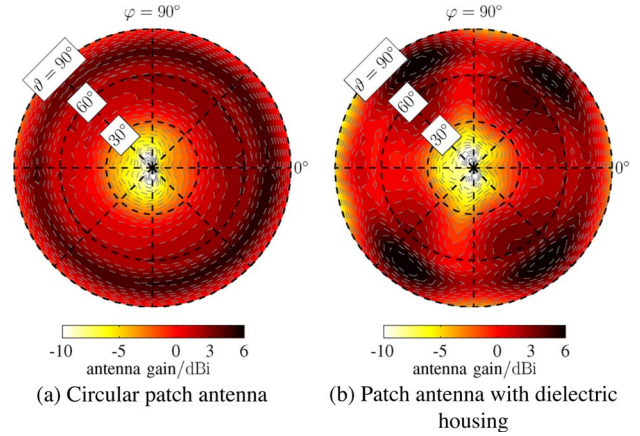 φ = 90° φ = 90°
ϑ = 90° ϑ = 90°
60° 60°
30° 30°
0° 0°
-10 -5 0 3 6 -10 -5 0 3 6
antenna gain/dBi antenna gain/dBi
(a) Circular patch antenna (b) Patch antenna with dielectric
housing